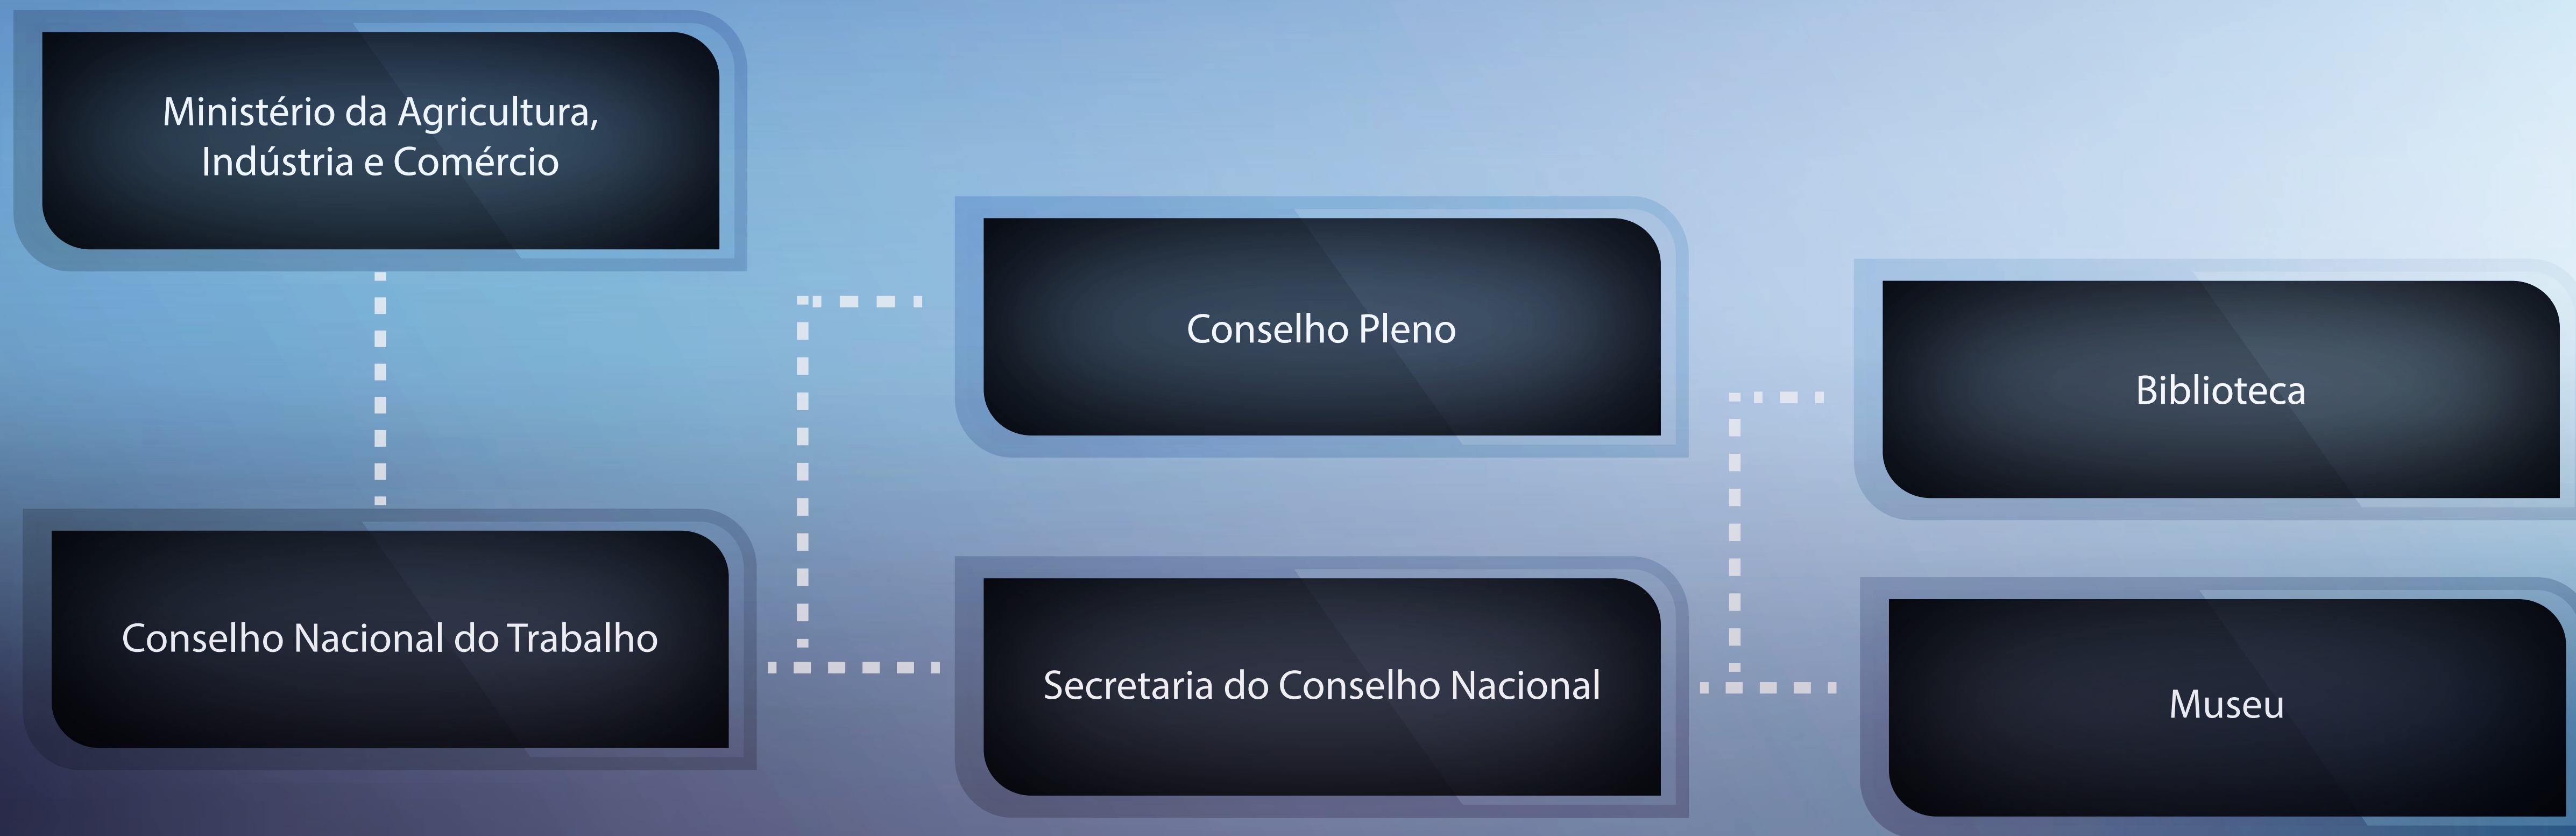 Ministério da Agricultura,
Indústria e Comércio
Conselho Nacional do Trabalho
Conselho Pleno
Secretaria do Conselho Nacional
Biblioteca
Museu